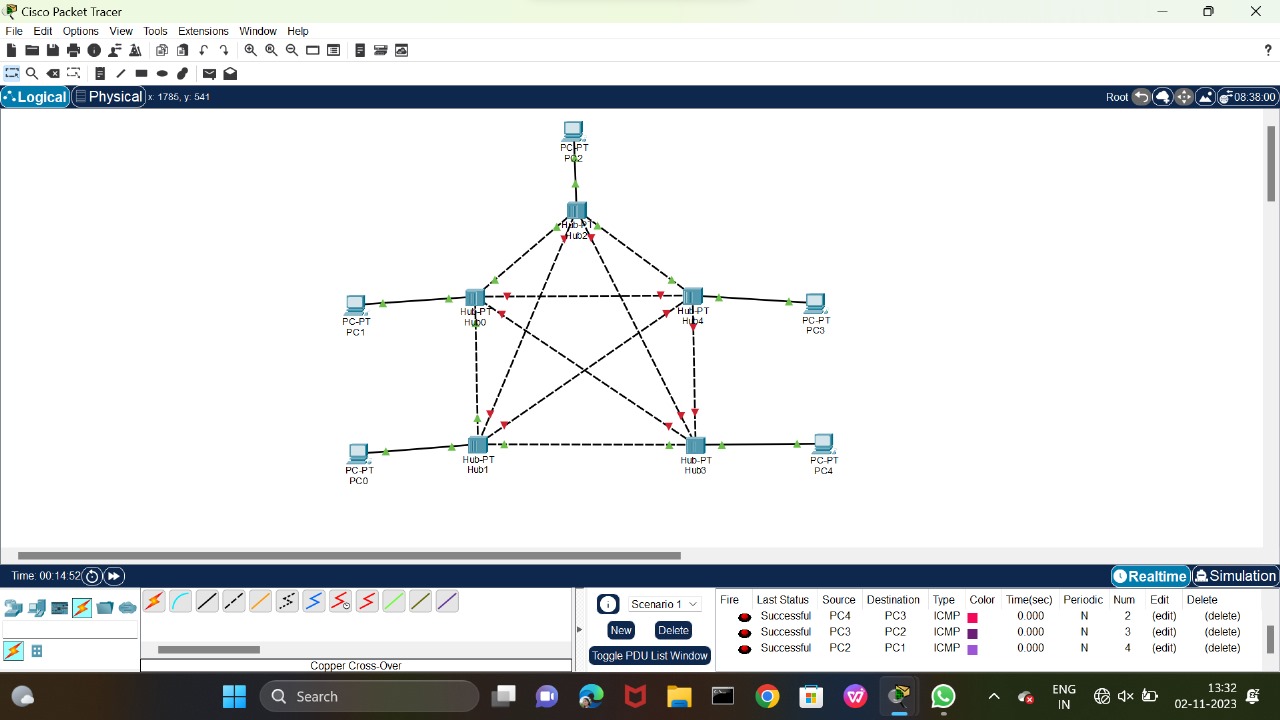 Cisco Packet Tracer
File Edit Options View Tools Extensions Window Help
?
Logical Physical x: 1785, y: 541 Root 08:38:00
PC-PT
PC2
Hub-PT
Hub2
PC-PT
PC1
Hub-PT
Hub0
Hub-PT
Hub4
PC-PT
PC3
PC-PT
PC0
Hub-PT
Hub1
Hub-PT
Hub3
PC-PT
PC4
Time: 00:14:52 Realtime Simulation
Scenario 1
New Delete
Toggle PDU List Window
Copper Cross-Over
Fire Last Status Source Destination Type Color Time(sec) Periodic Num Edit Delete
Successful PC4 PC3 ICMP 0.000 N 2 (edit) (delete)
Successful PC3 PC2 ICMP 0.000 N 3 (edit) (delete)
Successful PC2 PC1 ICMP 0.000 N 4 (edit) (delete)
Search
ENG
IN
13:32
02-11-2023